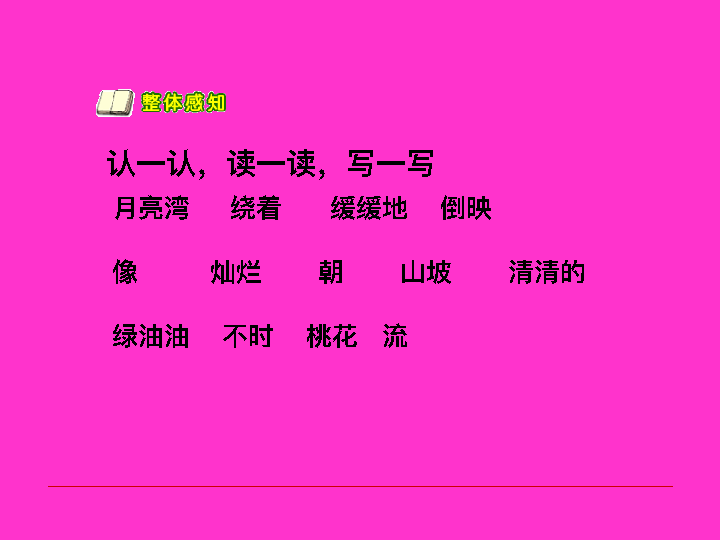 整体感知
认一认，读一读，写一写
月亮湾 绕着 缓缓地 倒映
像 灿烂 朝 山坡 清清的
绿油油 不时 桃花 流